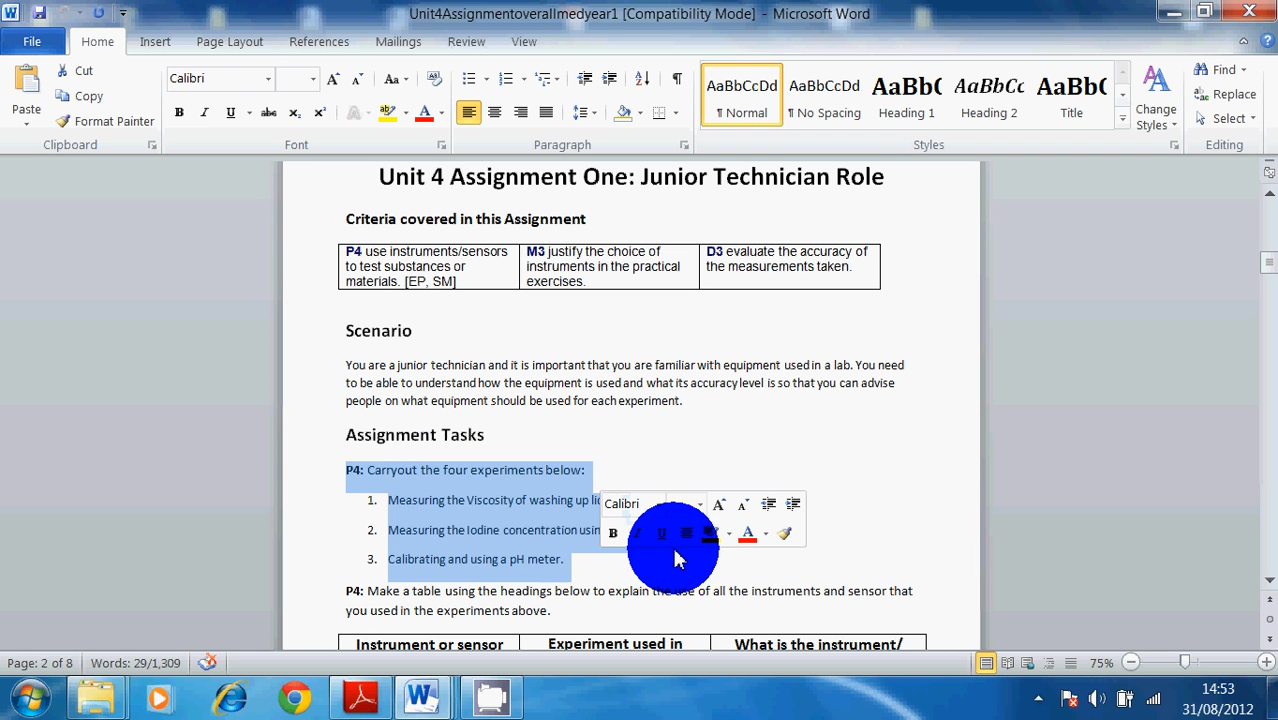 Unit4Assignmentoverallmedyear1 [Compatibility Mode] - Microsoft Word
File Home Insert Page Layout References Mailings Review View
Paste
Cut
Copy
Format Painter
Clipboard
Calibri
Font
Paragraph
AaBbCcDd AaBbCcDd AaBbC AaBbCc AaBbC
¶ Normal ¶ No Spacing Heading 1 Heading 2 Title
Change Styles
Styles
Find
Replace
Select
Editing
Unit 4 Assignment One: Junior Technician Role
Criteria covered in this Assignment
P4 use instruments/sensors
to test substances or
materials. [EP, SM]
M3 justify the choice of
instruments in the practical
exercises.
D3 evaluate the accuracy of
the measurements taken.
Scenario
You are a junior technician and it is important that you are familiar with equipment used in a lab. You need
to be able to understand how the equipment is used and what its accuracy level is so that you can advise
people on what equipment should be used for each experiment.
Assignment Tasks
P4: Carryout the four experiments below:
1. Measuring the Viscosity of washing up
2. Measuring the Iodine concentration
3. Calibrating and using a pH meter.
Calibri
P4: Make a table using the headings below to explain the use of all the instruments and sensor that
you used in the experiments above.
Instrument or sensor Experiment used in What is the instrument/
Page: 2 of 8 Words: 29/1,309 75%
14:53
31/08/2012